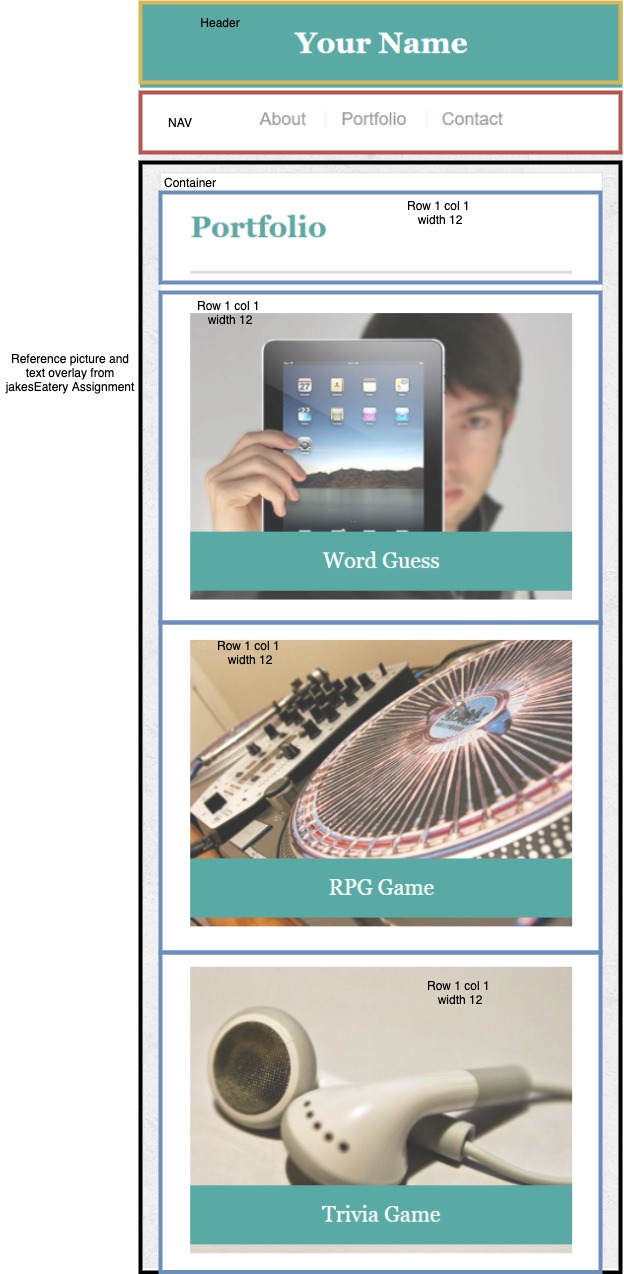 Header
Your Name
NAV
About
Portfolio
Contact
Container
Portfolio
Row 1 col 1
width 12
Row 1 col 1
width 12
Reference picture and
text overlay from
jakesEatery Assignment
Word Guess
Row 1 col 1
width 12
RPG Game
Row 1 col 1
width 12
Trivia Game